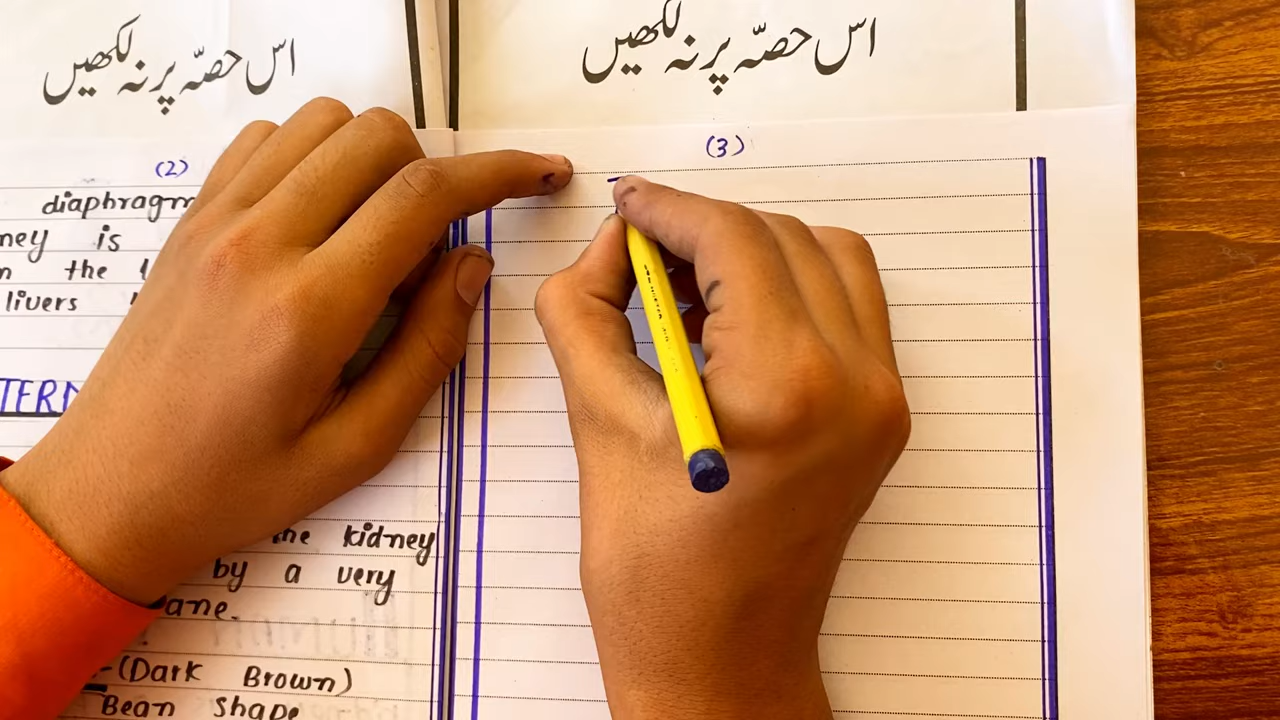 اس حصّہ پر نہ لکھیں
(2)
diaphragm
ney is
n the
livers
TERN
the kidney
by a very
ane.
(Dark Brown)
Bean shape
اس حصّہ پر نہ لکھیں
(3)